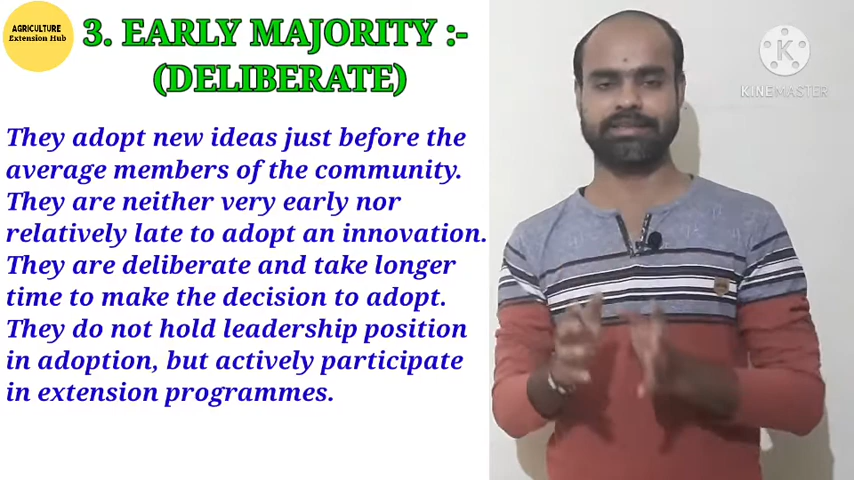 AGRICULTURE
Extension Hub
3. EARLY MAJORITY :-
(DELIBERATE)
They adopt new ideas just before the
average members of the community.
They are neither very early nor
relatively late to adopt an innovation.
They are deliberate and take longer
time to make the decision to adopt.
They do not hold leadership position
in adoption, but actively participate
in extension programmes.
K
KINEMASTER